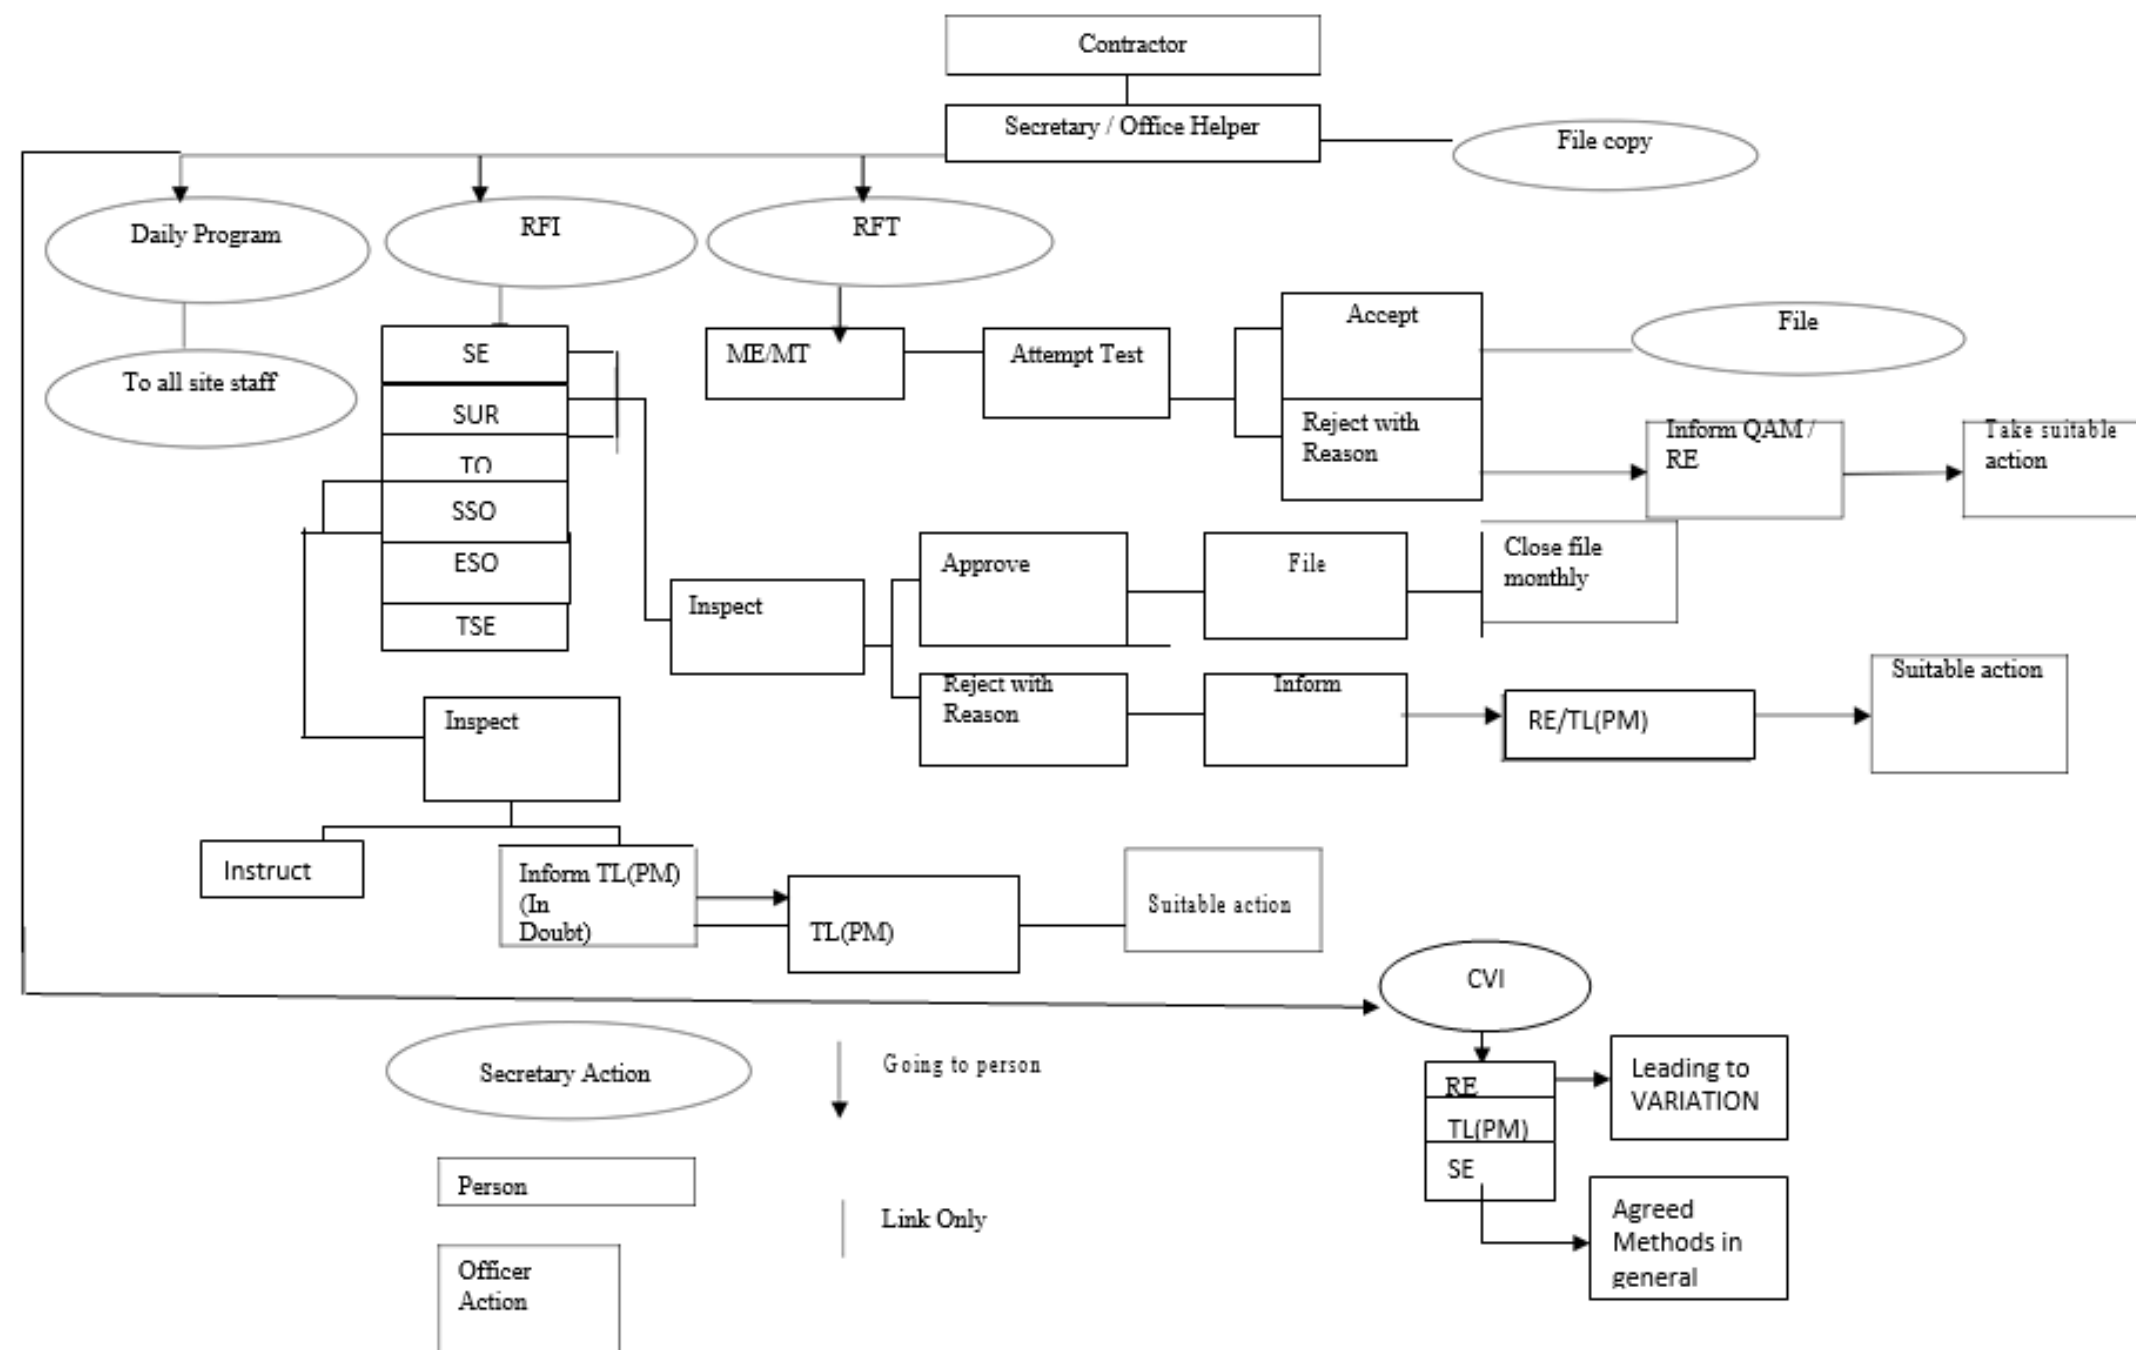 Contractor
Secretary / Office Helper
File copy
Daily Program
RFI
RFT
To all site staff
SE
SUR
TO
SSO
ESO
TSE
ME/MT
Attempt Test
Accept
File
Reject with
Reason
Inform QAM /
RE
Take suitable
action
Inspect
Approve
File
Close file
monthly
Reject with
Reason
Inform
RE/TL(PM)
Suitable action
Inspect
Instruct
Inform TL(PM)
(In
Doubt)
TL(PM)
Suitable action
CVI
RE
TL(PM)
SE
Leading to
VARIATION
Agreed
Methods in
general
Secretary Action
Going to person
Person
Link Only
Officer
Action